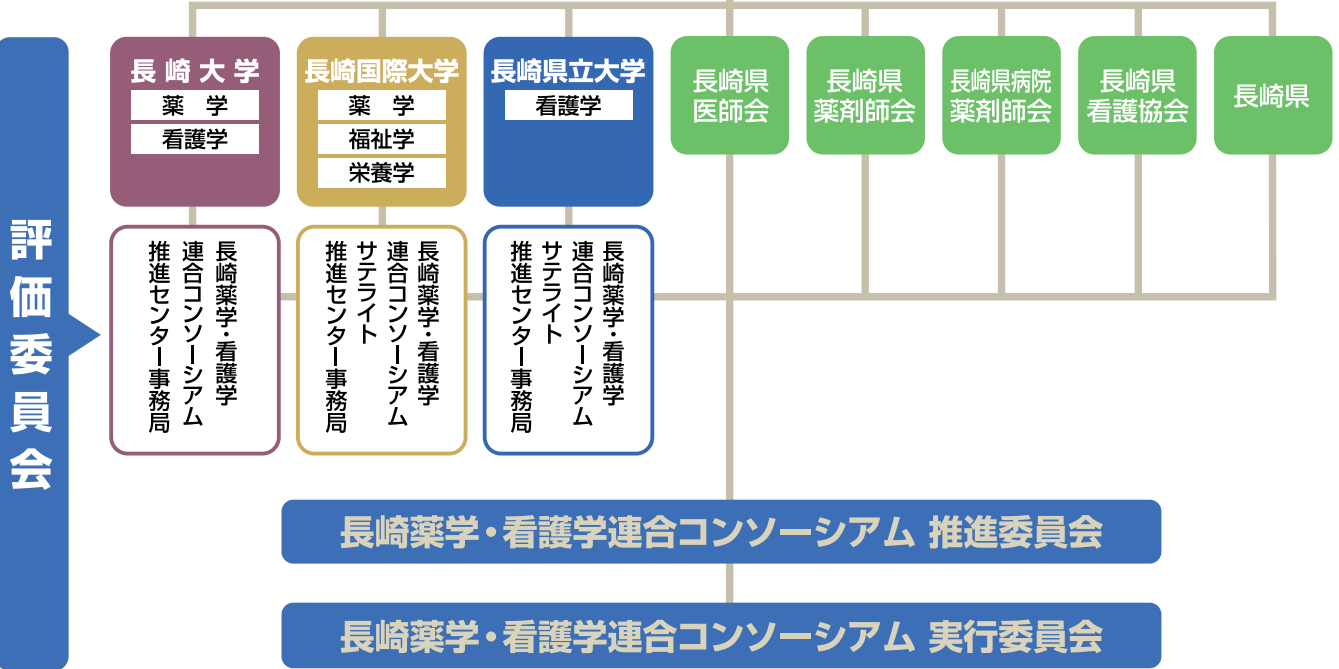 評価委員会
長崎大学
薬 学
看護学
長崎国際大学
薬 学
福祉学
栄養学
長崎県立大学
看護学
長崎県
医師会
長崎県
薬剤師会
長崎県病院
薬剤師会
長崎県
看護協会
長崎県
長崎薬学・看護学
連合コンソーシアム
推進センター事務局
長崎薬学・看護学
連合コンソーシアム
サテライト
推進センター事務局
長崎薬学・看護学
連合コンソーシアム
サテライト
推進センター事務局
長崎薬学・看護学連合コンソーシアム 推進委員会
長崎薬学・看護学連合コンソーシアム 実行委員会